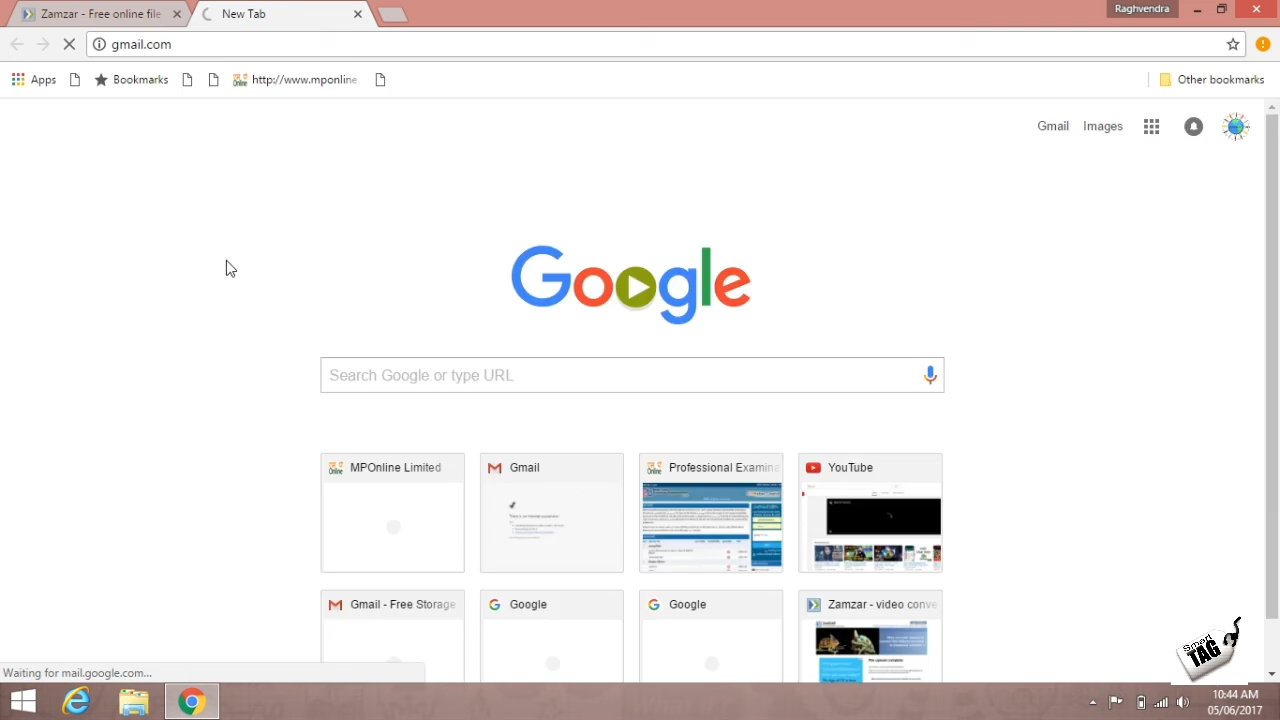 Zamzar - Free online file
New Tab
Raghvendra
gmail.com
Apps
Bookmarks
http://www.mponline.
Other bookmarks
Gmail
Images
Google
Search Google or type URL
MPOnline Limited
Gmail
Professional Examina
YouTube
Gmail - Free Storage
Google
Google
Zamzar - video conve
Waiting for mail.google.com...
TAG
10:44 AM
05/06/2017